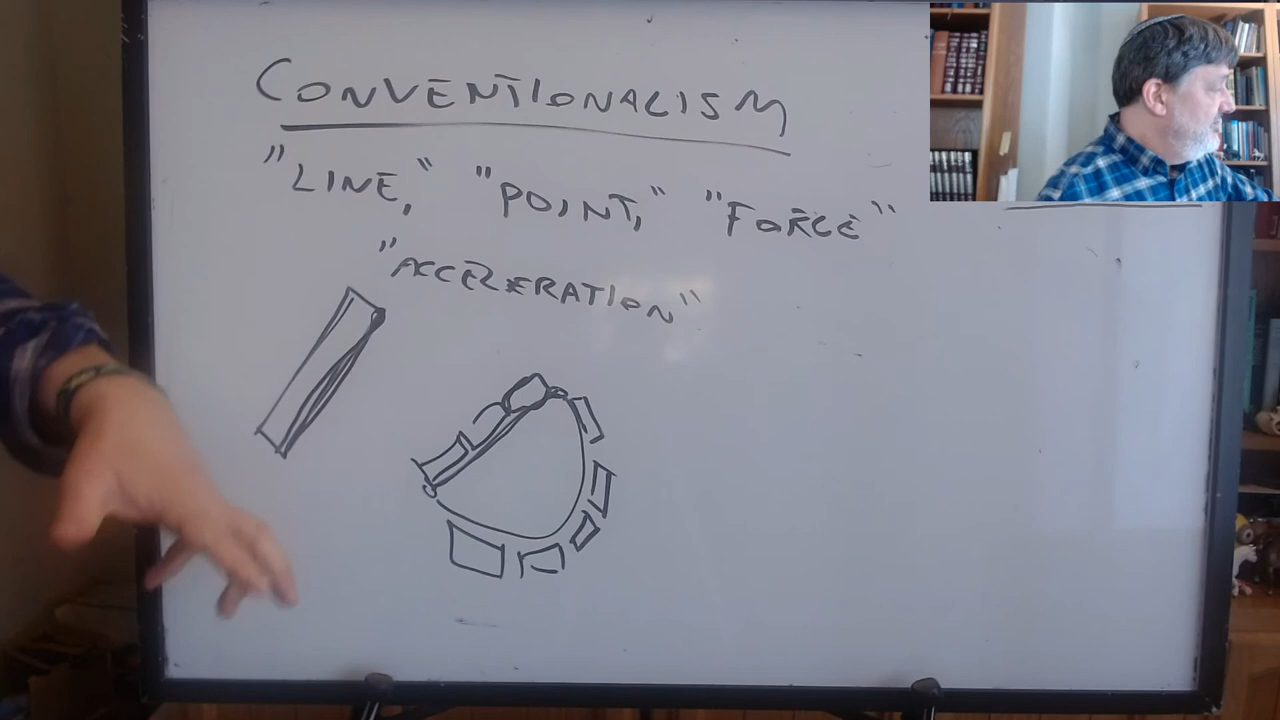 CONVENTIONALISM
"LINE," "POINT," "FORCE"
"ACCELERATION"